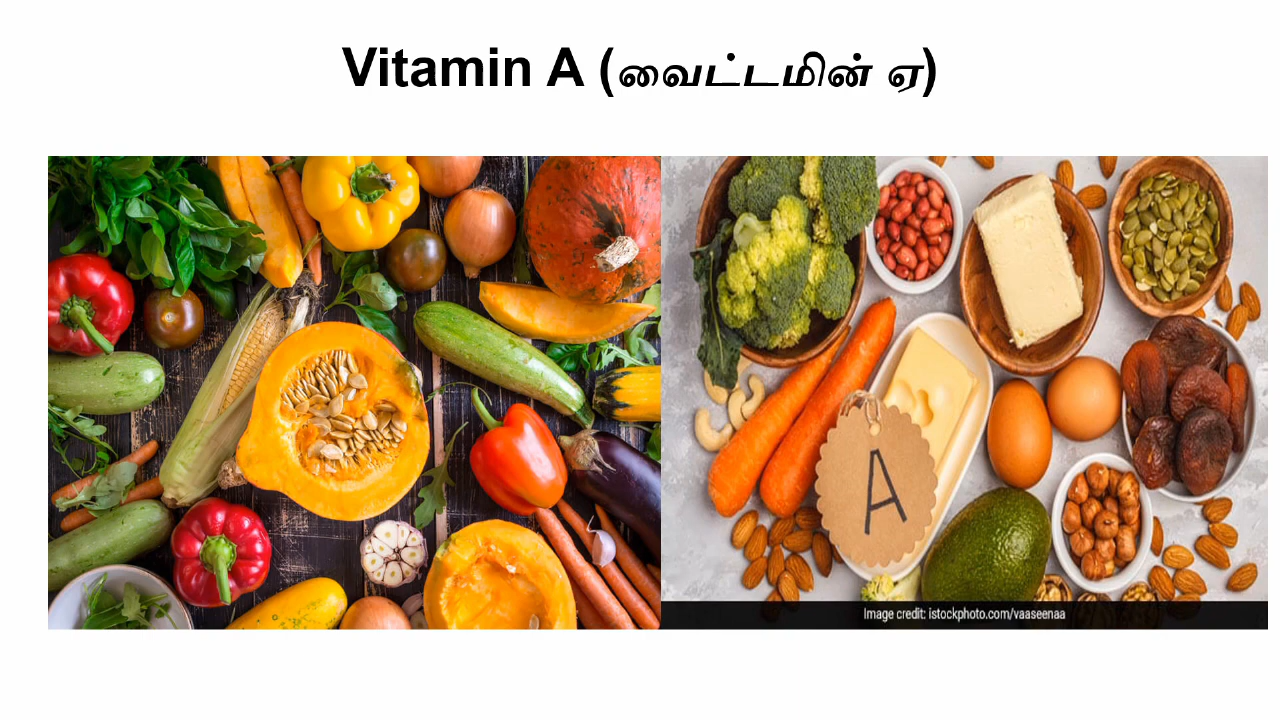 Vitamin A (வைட்டமின் ஏ)
A
Image credit: istockphoto.com/vaaseenaa